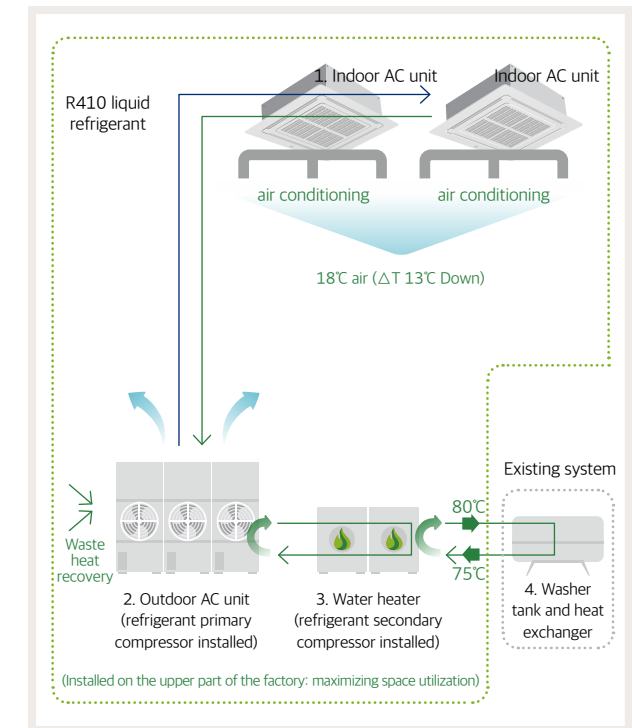 1. Indoor AC unit
Indoor AC unit
R410 liquid
refrigerant
air conditioning
air conditioning
18℃ air (△T 13℃ Down)
Existing system
80℃
75℃
Waste
heat
recovery
2. Outdoor AC unit
(refrigerant primary
compressor installed)
3. Water heater
(refrigerant secondary
compressor installed)
4. Washer
tank and heat
exchanger
(Installed on the upper part of the factory: maximizing space utilization)